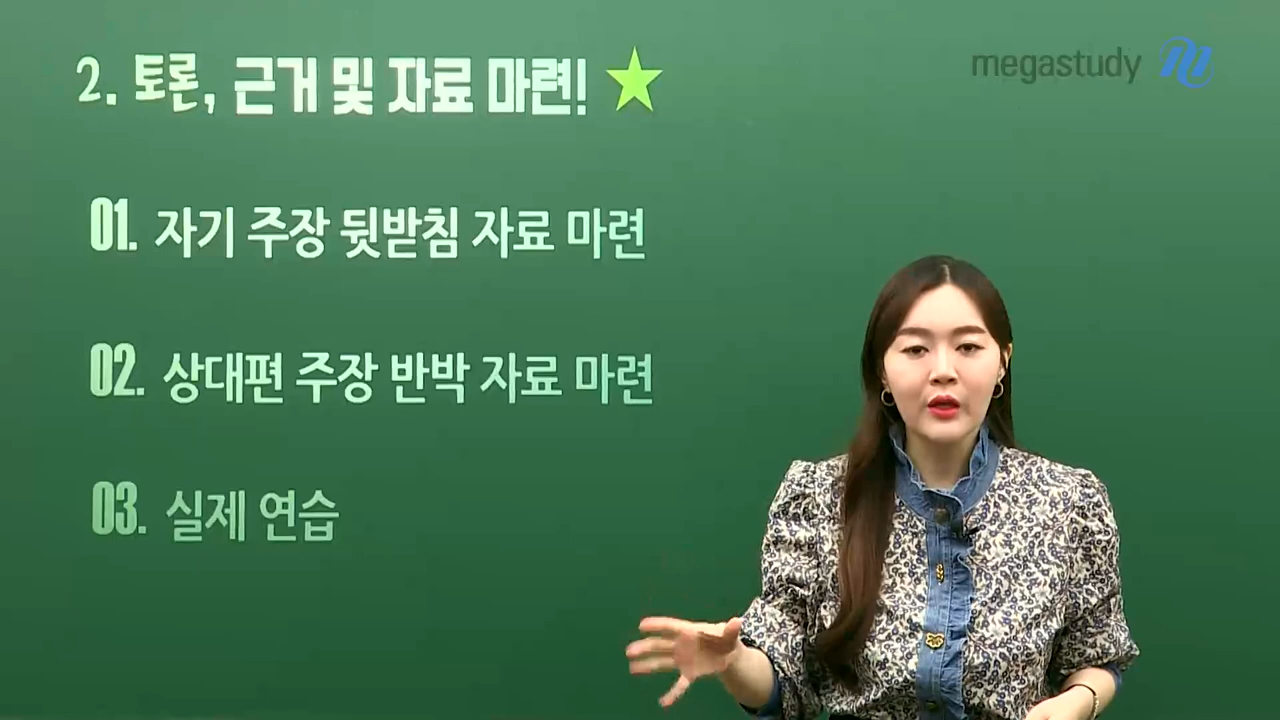 2. 토론, 근거 및 자료 마련!
megastudy
01. 자기 주장 뒷받침 자료 마련
02. 상대편 주장 반박 자료 마련
03. 실제 연습